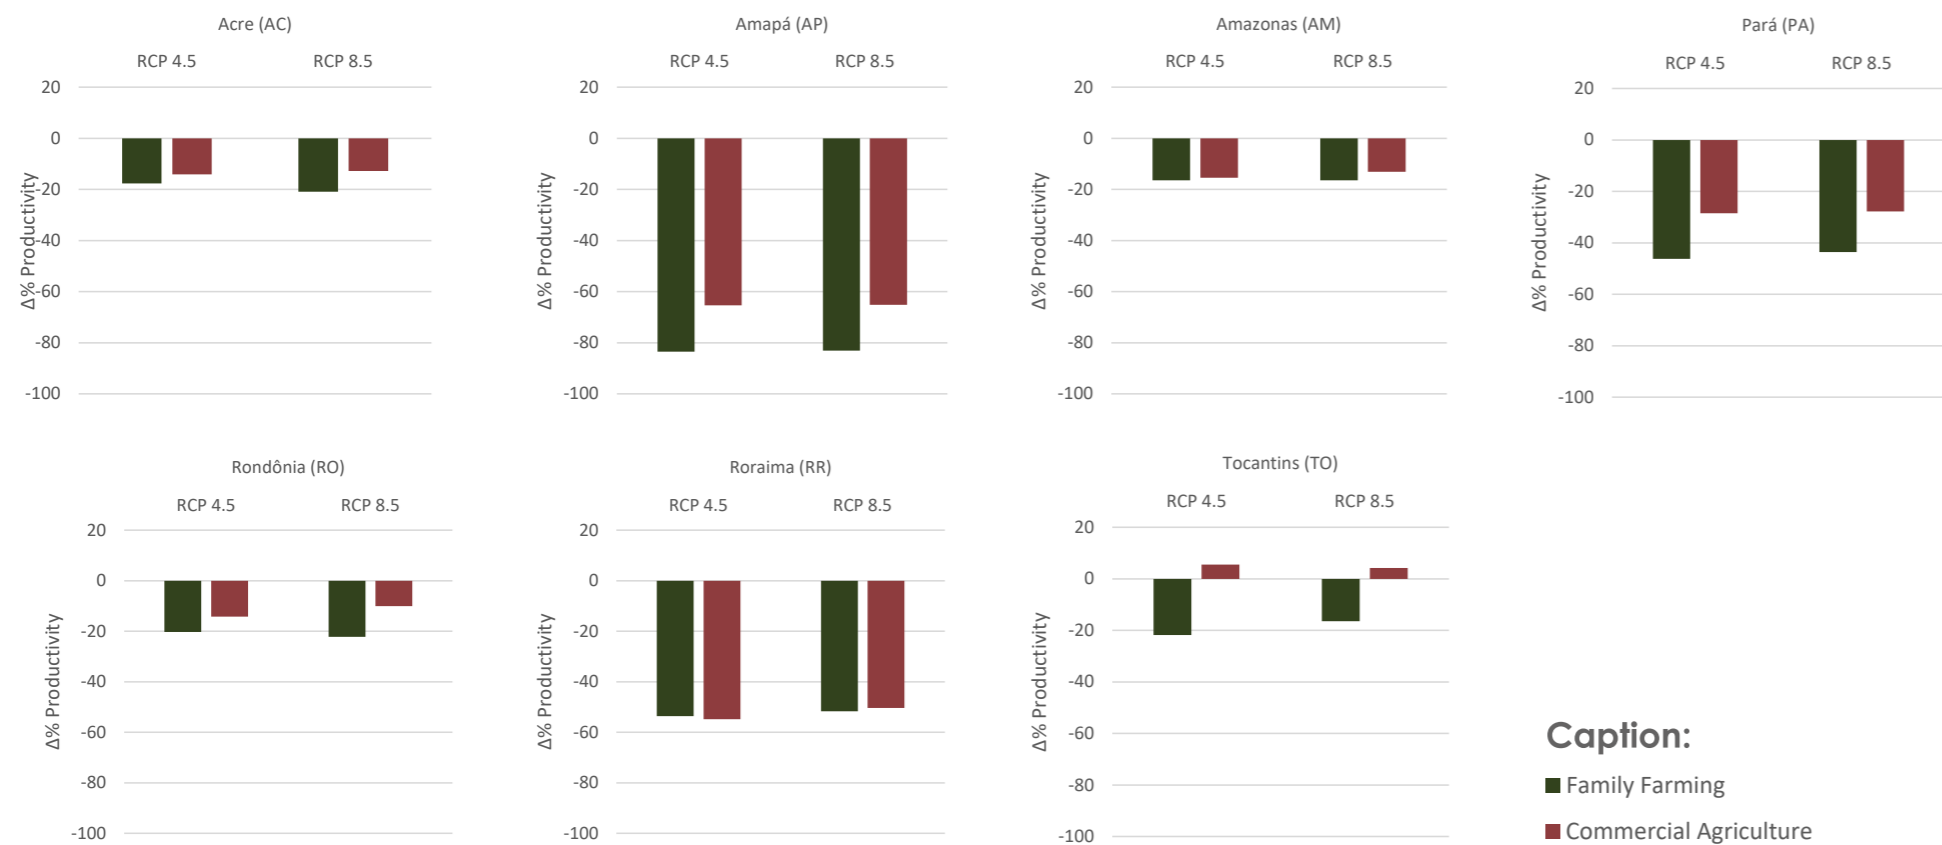 Acre (AC)
RCP 4.5 RCP 8.5
20
0
-20
-40
-60
-80
-100
Δ% Productivity
Amapá (AP)
RCP 4.5 RCP 8.5
20
0
-20
-40
-60
-80
-100
Δ% Productivity
Amazonas (AM)
RCP 4.5 RCP 8.5
20
0
-20
-40
-60
-80
-100
Δ% Productivity
Pará (PA)
RCP 4.5 RCP 8.5
20
0
-20
-40
-60
-80
-100
Δ% Productivity
Rondônia (RO)
RCP 4.5 RCP 8.5
20
0
-20
-40
-60
-80
-100
Δ% Productivity
Roraima (RR)
RCP 4.5 RCP 8.5
20
0
-20
-40
-60
-80
-100
Δ% Productivity
Tocantins (TO)
RCP 4.5 RCP 8.5
20
0
-20
-40
-60
-80
-100
Δ% Productivity
Caption:
Family Farming
Commercial Agriculture